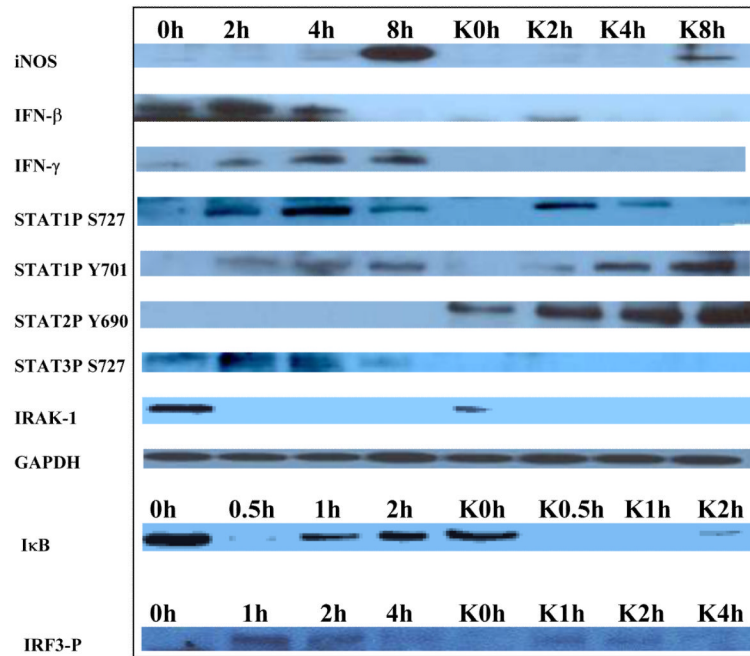 0h 2h 4h 8h K0h K2h K4h K8h
iNOS
IFN-β
IFN-γ
STAT1P S727
STAT1P Y701
STAT2P Y690
STAT3P S727
IRAK-1
GAPDH
0h 0.5h 1h 2h K0h K0.5h K1h K2h
IκB
0h 1h 2h 4h K0h K1h K2h K4h
IRF3-P